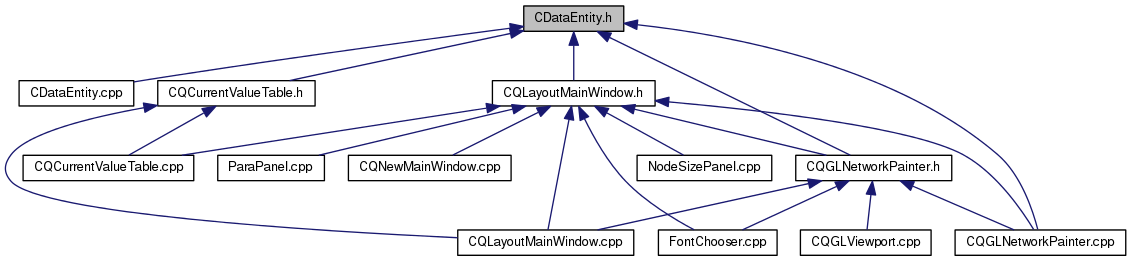 CDataEntity.h
CDataEntity.cpp
CQCurrentValueTable.h
CQLayoutMainWindow.h
CQCurrentValueTable.cpp
ParaPanel.cpp
CQNewMainWindow.cpp
NodeSizePanel.cpp
CQGLNetworkPainter.h
CQLayoutMainWindow.cpp
FontChooser.cpp
CQGLViewport.cpp
CQGLNetworkPainter.cpp